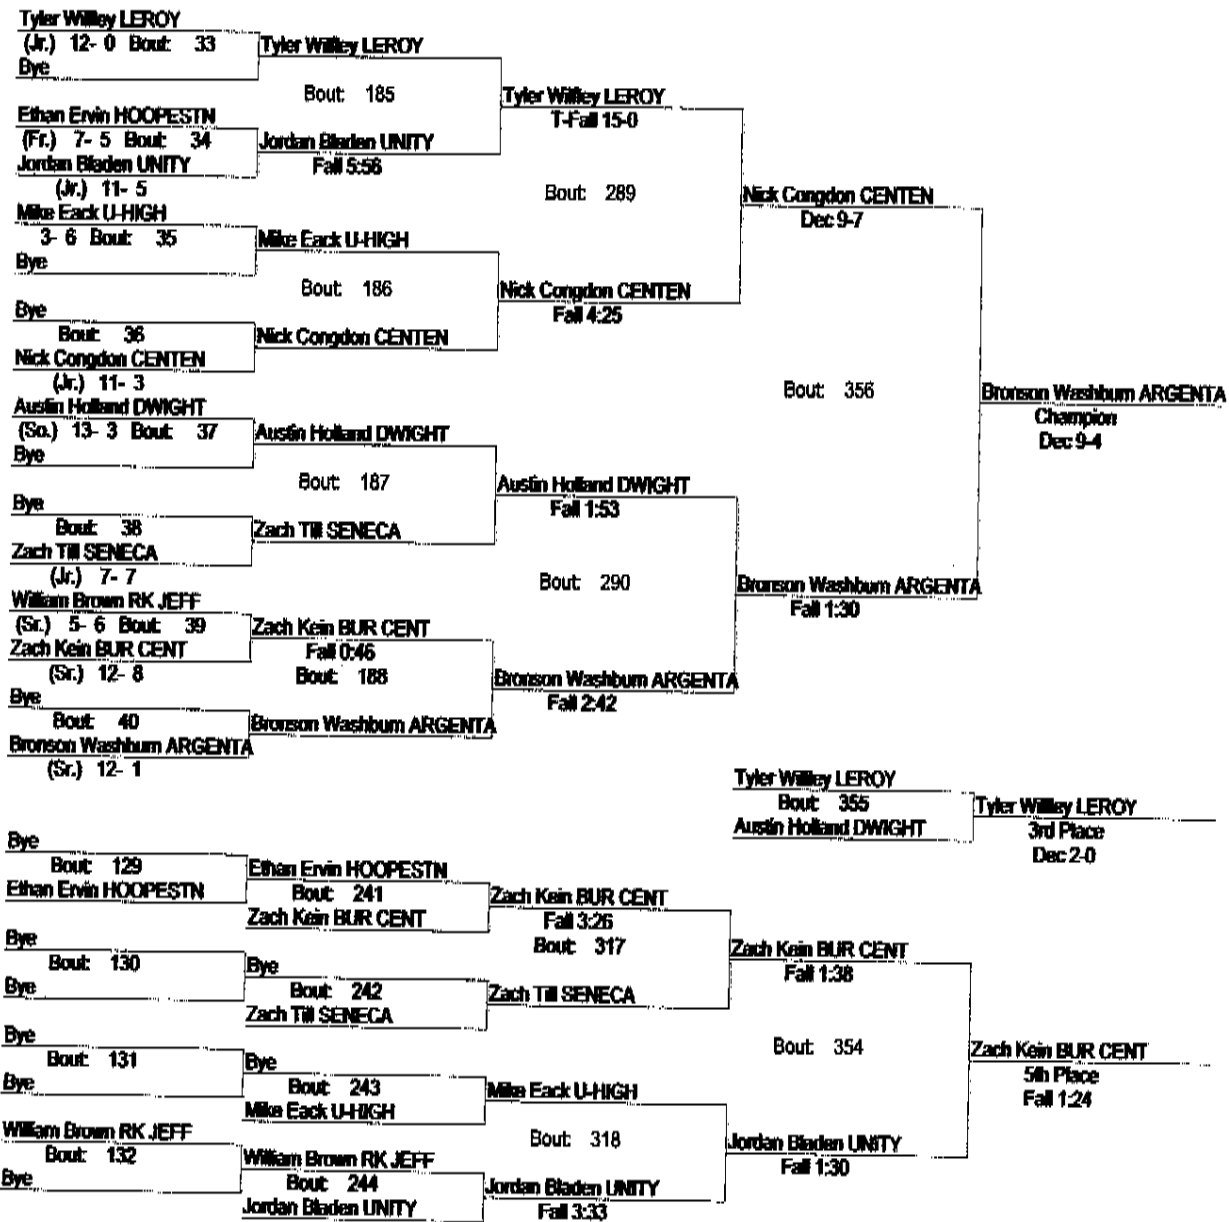 Tyler Willey LEROY
(Jr.) 12- 0 Bout: 33
Bye
Tyler Willey LEROY
Bout: 185
Ethan Ervin HOOPESTN
(Fr.) 7- 5 Bout: 34
Jordan Bladen UNITY
(Jr.) 11- 5
Jordan Bladen UNITY
Fall 5:56
Tyler Willey LEROY
T-Fall 15-0
Bout: 289
Mike Eack U-HIGH
3- 6 Bout: 35
Bye
Mike Eack U-HIGH
Bout: 186
Bye
Bout: 36
Nick Congdon CENTEN
(Jr.) 11- 3
Nick Congdon CENTEN
Nick Congdon CENTEN
Fall 4:25
Nick Congdon CENTEN
Dec 9-7
Bout: 356
Austin Holland DWIGHT
(So.) 13- 3 Bout: 37
Bye
Austin Holland DWIGHT
Bout: 187
Bye
Bout: 38
Zach Till SENECA
(Jr.) 7- 7
Zach Till SENECA
Austin Holland DWIGHT
Fall 1:53
Bout: 290
William Brown RK JEFF
(Sr.) 5- 6 Bout: 39
Zach Kein BUR CENT
(Sr.) 12- 8
Zach Kein BUR CENT
Fall 0:46
Bout: 188
Bye
Bout: 40
Bronson Washburn ARGENTA
(Sr.) 12- 1
Bronson Washburn ARGENTA
Bronson Washburn ARGENTA
Fall 2:42
Bronson Washburn ARGENTA
Fall 1:30
Bronson Washburn ARGENTA
Champion
Dec 9-4
Tyler Willey LEROY
Bout: 355
Austin Holland DWIGHT
Tyler Willey LEROY
3rd Place
Dec 2-0
Bye
Bout: 129
Ethan Ervin HOOPESTN
Ethan Ervin HOOPESTN
Bout: 241
Zach Kein BUR CENT
Zach Kein BUR CENT
Fall 3:26
Bout: 317
Bye
Bout: 130
Bye
Bye
Bout: 242
Zach Till SENECA
Zach Till SENECA
Zach Kein BUR CENT
Fall 1:38
Bout: 354
Bye
Bout: 131
Bye
Bye
Bout: 243
Mike Eack U-HIGH
Mike Eack U-HIGH
Bout: 318
William Brown RK JEFF
Bout: 132
Bye
William Brown RK JEFF
Bout: 244
Jordan Bladen UNITY
Jordan Bladen UNITY
Fall 3:33
Jordan Bladen UNITY
Fall 1:30
Zach Kein BUR CENT
5th Place
Fall 1:24